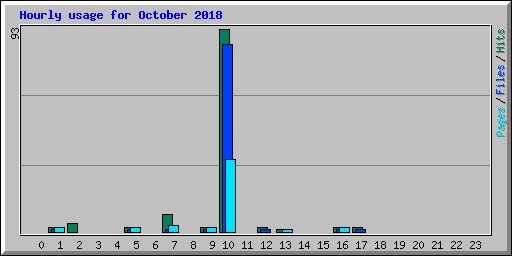 Hourly usage for October 2018
93
Pages/Files/Hits
0 1 2 3 4 5 6 7 8 9 10 11 12 13 14 15 16 17 18 19 20 21 22 23